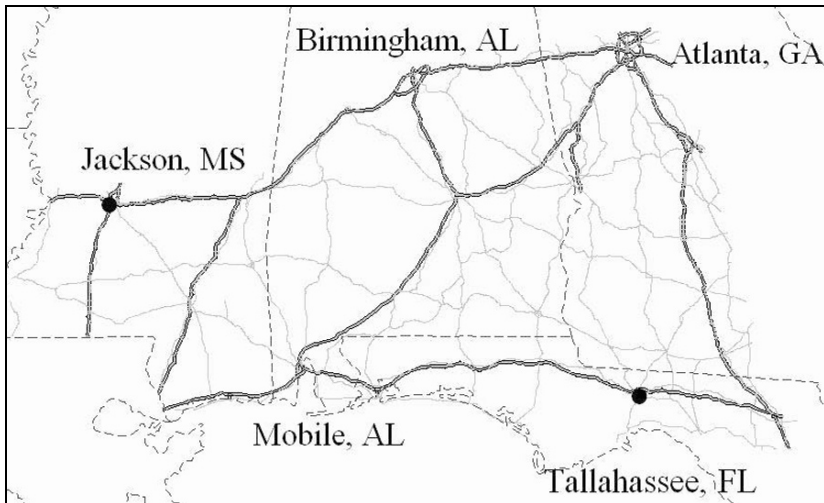 Birmingham, AL
Atlanta, GA
Jackson, MS
Mobile, AL
Tallahassee, FL